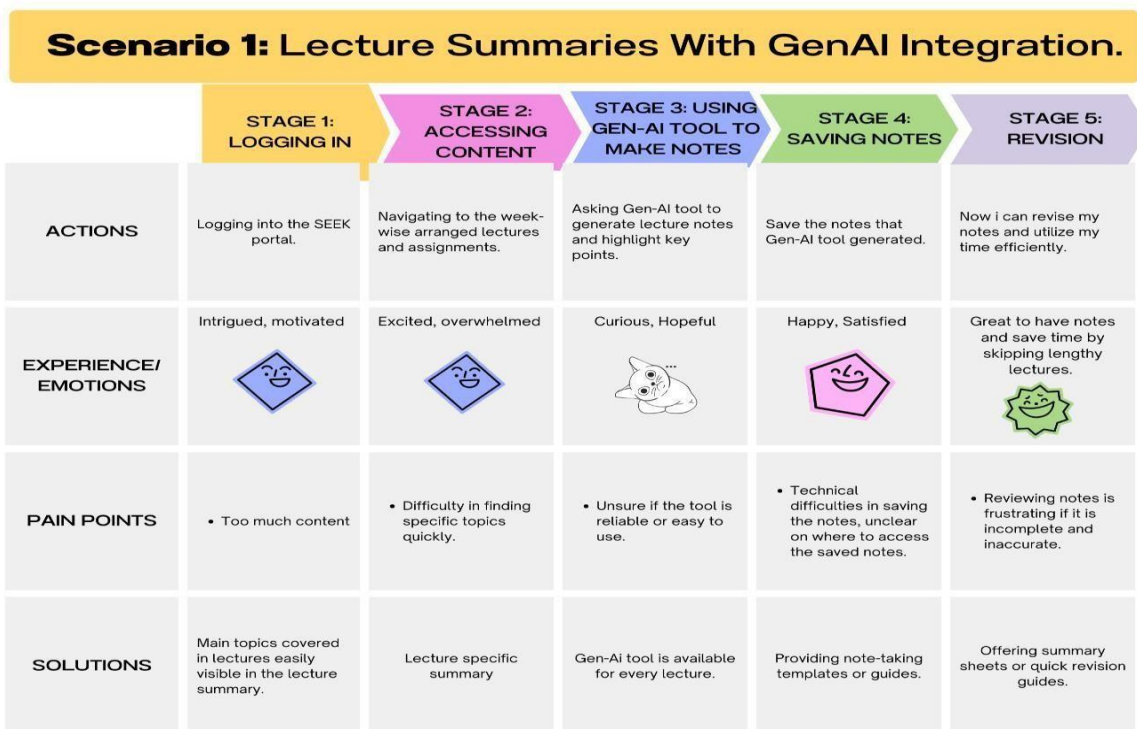 Scenario 1: Lecture Summaries With GenAI Integration.
STAGE 1:
LOGGING IN
STAGE 2:
ACCESSING
CONTENT
STAGE 3: USING
GEN-AI TOOL TO
MAKE NOTES
STAGE 4:
SAVING NOTES
STAGE 5:
REVISION
ACTIONS
Logging into the SEEK
portal.
Navigating to the week-
wise arranged lectures
and assignments.
Asking Gen-AI tool to
generate lecture notes
and highlight key
points.
Save the notes that
Gen-AI tool generated.
Now i can revise my
notes and utilize my
time efficiently.
EXPERIENCE/
EMOTIONS
Intrigued, motivated
Excited, overwhelmed
Curious, Hopeful
...
Happy, Satisfied
Great to have notes
and save time by
skipping lengthy
lectures.
PAIN POINTS
• Too much content
• Difficulty in finding
specific topics
quickly.
• Unsure if the tool is
reliable or easy to
use.
• Technical
difficulties in saving
the notes, unclear
on where to access
the saved notes.
• Reviewing notes is
frustrating if it is
incomplete and
inaccurate.
SOLUTIONS
Main topics covered
in lectures easily
visible in the lecture
summary.
Lecture specific
summary
Gen-Ai tool is available
for every lecture.
Providing note-taking
templates or guides.
Offering summary
sheets or quick revision
guides.